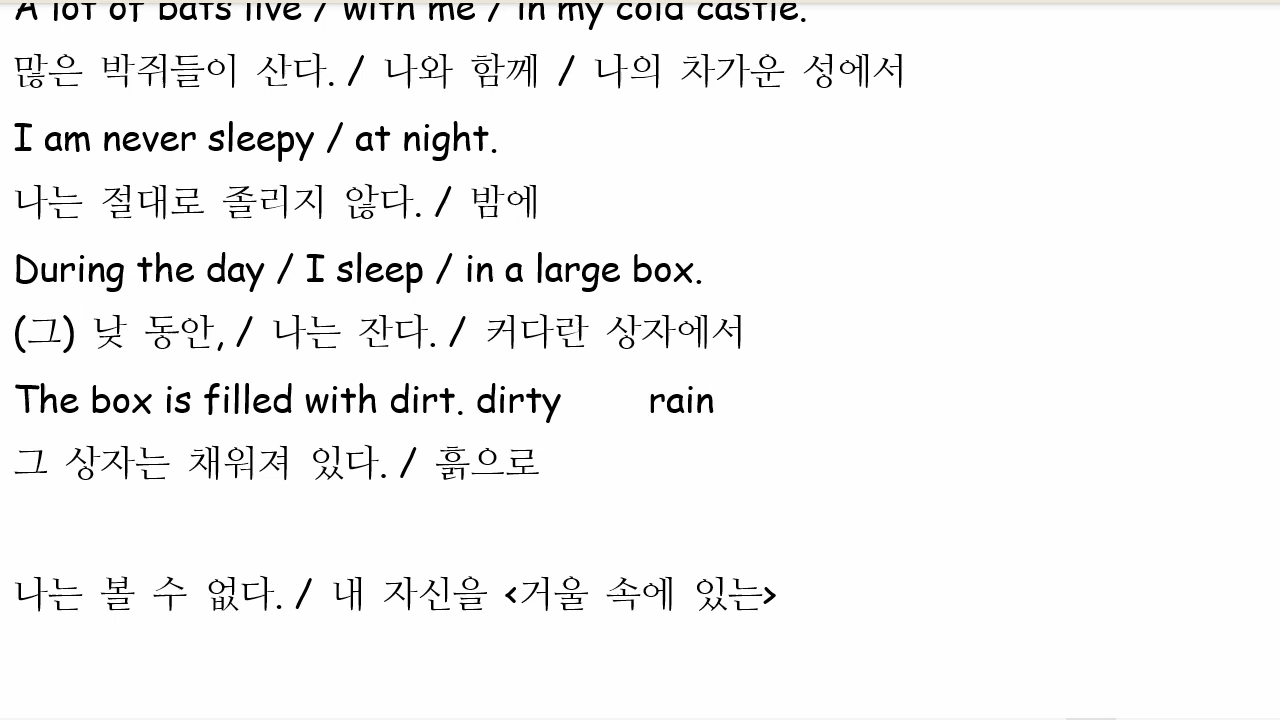 A lot of bats live / with me / in my cold castle.
많은 박쥐들이 산다. / 나와 함께 / 나의 차가운 성에서
I am never sleepy / at night.
나는 절대로 졸리지 않다. / 밤에
During the day / I sleep / in a large box.
(그) 낮 동안, / 나는 잔다. / 커다란 상자에서
The box is filled with dirt. dirty rain
그 상자는 채워져 있다. / 흙으로
나는 볼 수 없다. / 내 자신을 <거울 속에 있는>